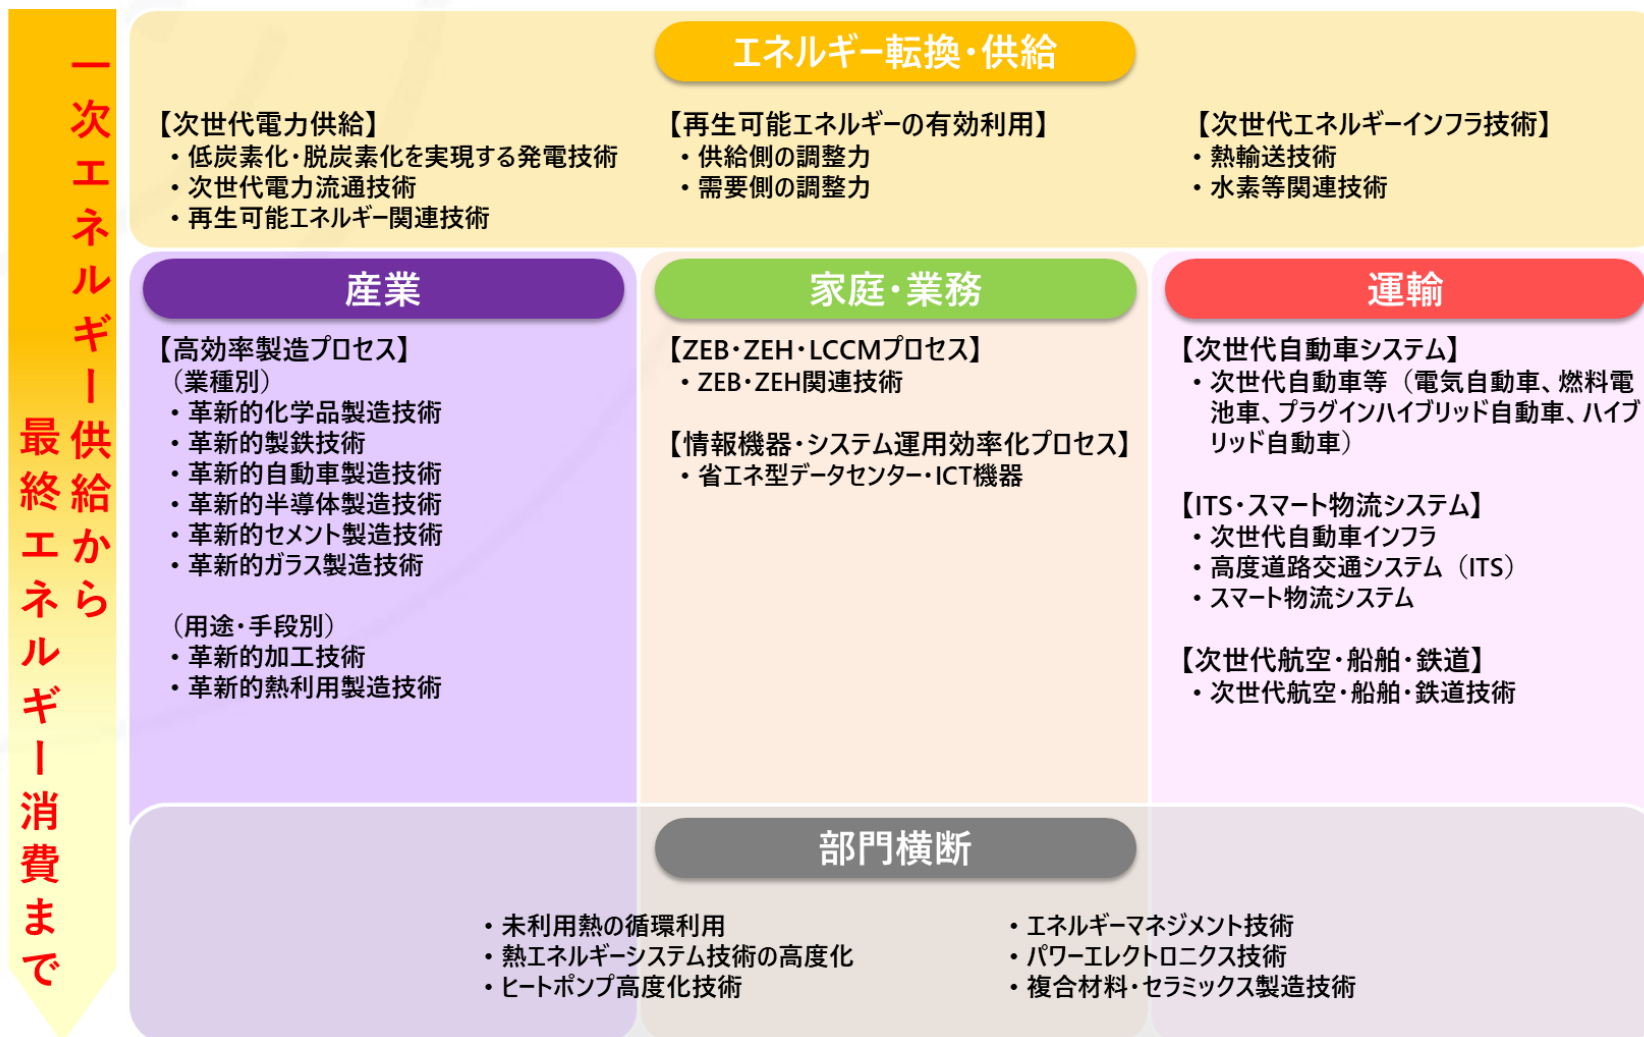 一次エネルギー供給から
最終エネルギー消費まで
エネルギー転換・供給
【次世代電力供給】
・低炭素化・脱炭素化を実現する発電技術
・次世代電力流通技術
・再生可能エネルギー関連技術
【再生可能エネルギーの有効利用】
・供給側の調整力
・需要側の調整力
【次世代エネルギーインフラ技術】
・熱輸送技術
・水素等関連技術
産業
【高効率製造プロセス】
（業種別）
・革新的化学品製造技術
・革新的製鉄技術
・革新的自動車製造技術
・革新的半導体製造技術
・革新的セメント製造技術
・革新的ガラス製造技術
（用途・手段別）
・革新的加工技術
・革新的熱利用製造技術
家庭・業務
【ZEB・ZEH・LCCMプロセス】
・ZEB・ZEH関連技術
【情報機器・システム運用効率化プロセス】
・省エネ型データセンター・ICT機器
運輸
【次世代自動車システム】
・次世代自動車等（電気自動車、燃料電
池車、プラグインハイブリッド自動車、ハイブ
リッド自動車）
【ITS・スマート物流システム】
・次世代自動車インフラ
・高度道路交通システム（ITS）
・スマート物流システム
【次世代航空・船舶・鉄道】
・次世代航空・船舶・鉄道技術
部門横断
・未利用熱の循環利用
・熱エネルギーシステム技術の高度化
・ヒートポンプ高度化技術
・エネルギーマネジメント技術
・パワーエレクトロニクス技術
・複合材料・セラミックス製造技術